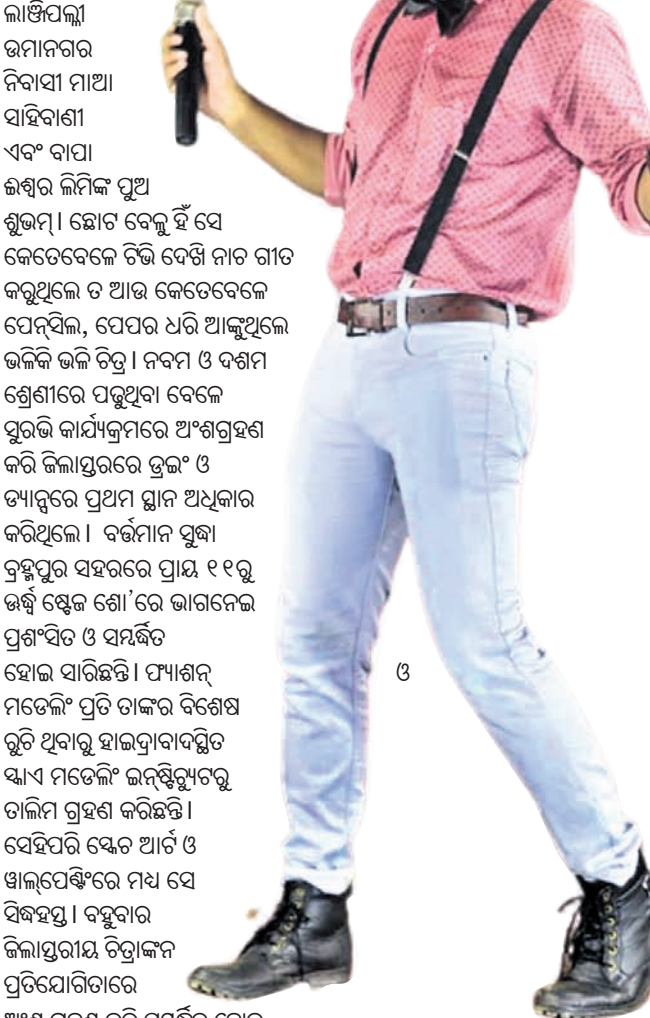 ଲାଞ୍ଜିପଲ୍ଲୀ
ଉମାନଗର
ନିବାସୀ ମାଆ
ସାହିବାଣୀ
ଏବଂ ବାପା
ଈଶ୍ୱର ଲିମିଙ୍କ ପୁଅ
ଶୁଭମ୍। ଛୋଟ ବେଳୁ ହିଁ ସେ
କେତେବେଳେ ଟିଭି ଦେଖି ନାଚ ଗୀତ
କରୁଥିଲେ ତ ଆଉ କେତେବେଳେ
ପେନ୍‌ସିଲ, ପେପର ଧରି ଆଙ୍କୁଥିଲେ
ଭଳିକି ଭଳି ଚିତ୍ର। ନବମ ଓ ଦଶମ
ଶ୍ରେଣୀରେ ପଢୁଥିବା ବେଳେ
ସୁରଭି କାର୍ଯ୍ୟକ୍ରମରେ ଅଂଶଗ୍ରହଣ
କରି ଜିଲାସ୍ତରରେ ଡ୍ରଇଂ ଓ
ଡ୍ୟାନ୍ସରେ ପ୍ରଥମ ସ୍ଥାନ ଅଧିକାର
କରିଥିଲେ। ବର୍ତ୍ତମାନ ସୁଦ୍ଧା
ବ୍ରହ୍ମପୁର ସହରରେ ପ୍ରାୟ ୧୧ରୁ
ଊର୍ଦ୍ଧ୍ୱ ଷ୍ଟେଜ ଶୋ’ରେ ଭାଗନେଇ
ପ୍ରଶଂସିତ ଓ ସମ୍ବର୍ଦ୍ଧିତ
ହୋଇ ସାରିଛନ୍ତି। ଫ୍ୟାଶନ୍ ଓ
ମଡେଲିଂ ପ୍ରତି ତାଙ୍କର ବିଶେଷ
ରୁଚି ଥିବାରୁ ହାଇଦ୍ରାବାଦସ୍ଥିତ
ସ୍କାଏ ମଡେଲିଂ ଇନ୍‌ଷ୍ଟିଚ୍ୟୁଟରୁ
ତାଲିମ ଗ୍ରହଣ କରିଛନ୍ତି।
ସେହିପରି ସ୍କେଚ ଆର୍ଟ ଓ
ୱାଲ୍‌ପେଣ୍ଟିଂରେ ମଧ୍ୟ ସେ
ସିଦ୍ଧହସ୍ତ। ବହୁବାର
ଜିଲାସ୍ତରୀୟ ଚିତ୍ରାଙ୍କନ
ପ୍ରତିଯୋଗିତାରେ